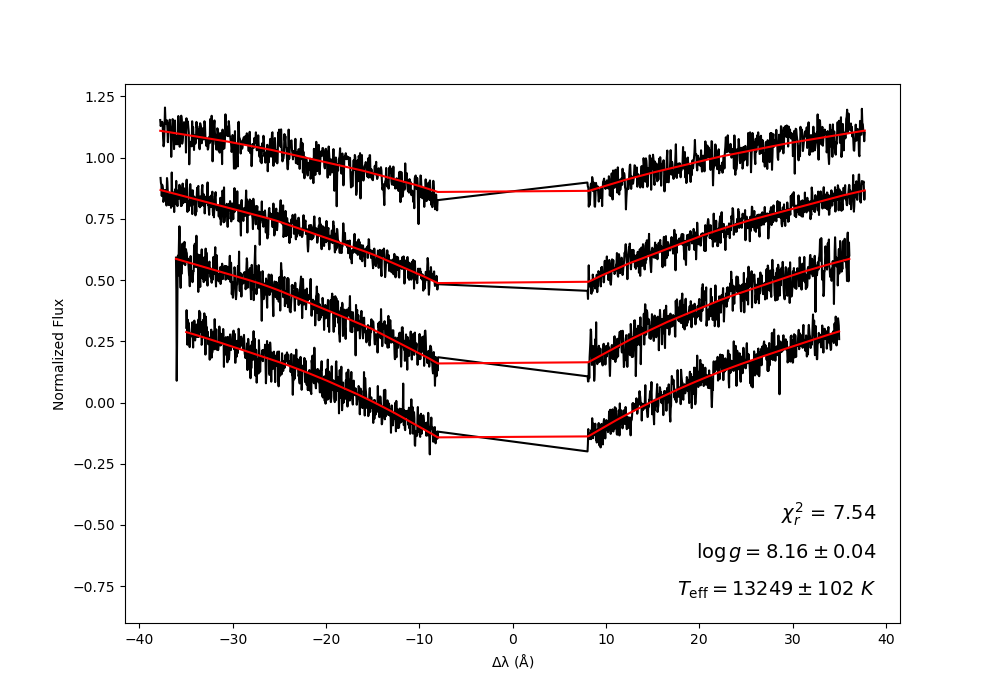 1.25
1.00
0.75
0.50
0.25
0.00
−0.25
−0.50
−0.75
Normalized Flux
χ²ᵣ = 7.54
log g = 8.16 ± 0.04
T_eff = 13249 ± 102 K
−40 −30 −20 −10 0 10 20 30 40
Δλ (Å)